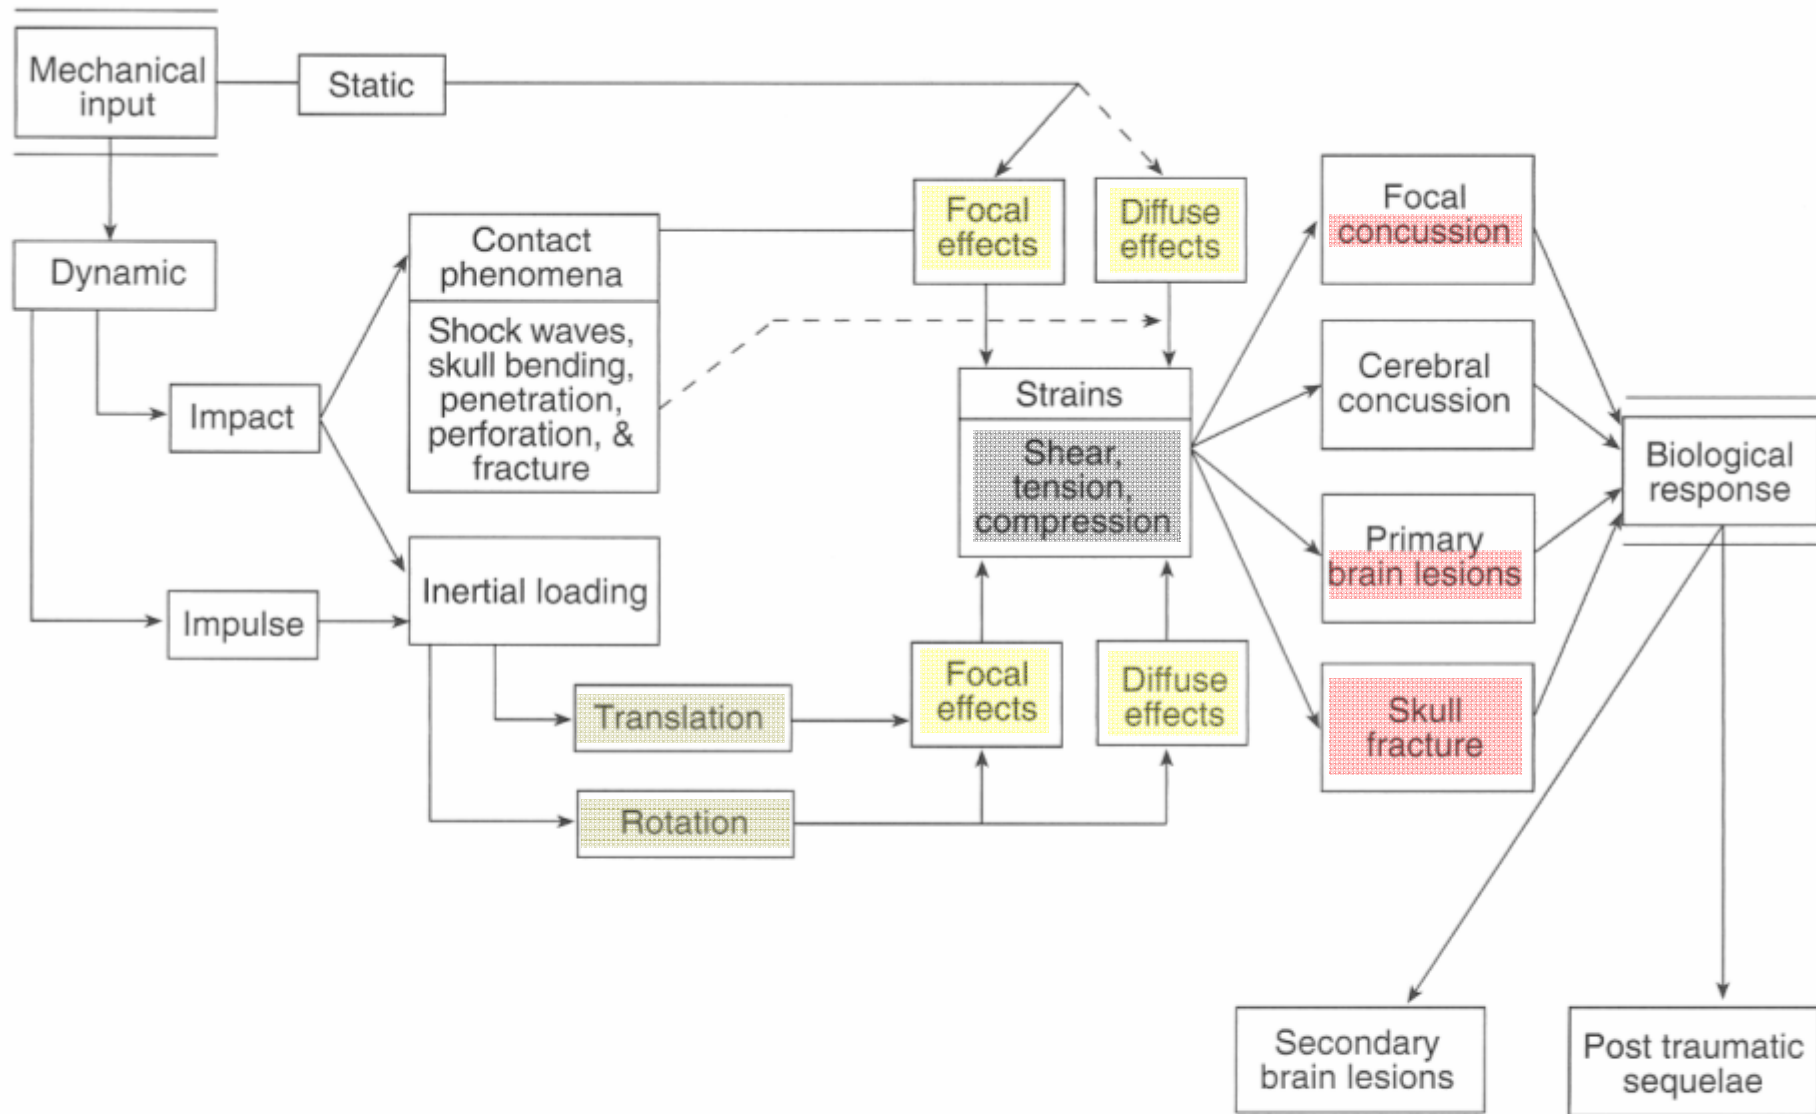 Mechanical
input
Static
Dynamic
Contact
phenomena
Shock waves,
skull bending,
penetration,
perforation, &
fracture
Impact
Impulse
Inertial loading
Translation
Rotation
Focal
effects
Diffuse
effects
Strains
Shear,
tension,
compression
Focal
effects
Diffuse
effects
Focal
concussion
Cerebral
concussion
Primary
brain lesions
Skull
fracture
Biological
response
Secondary
brain lesions
Post traumatic
sequelae